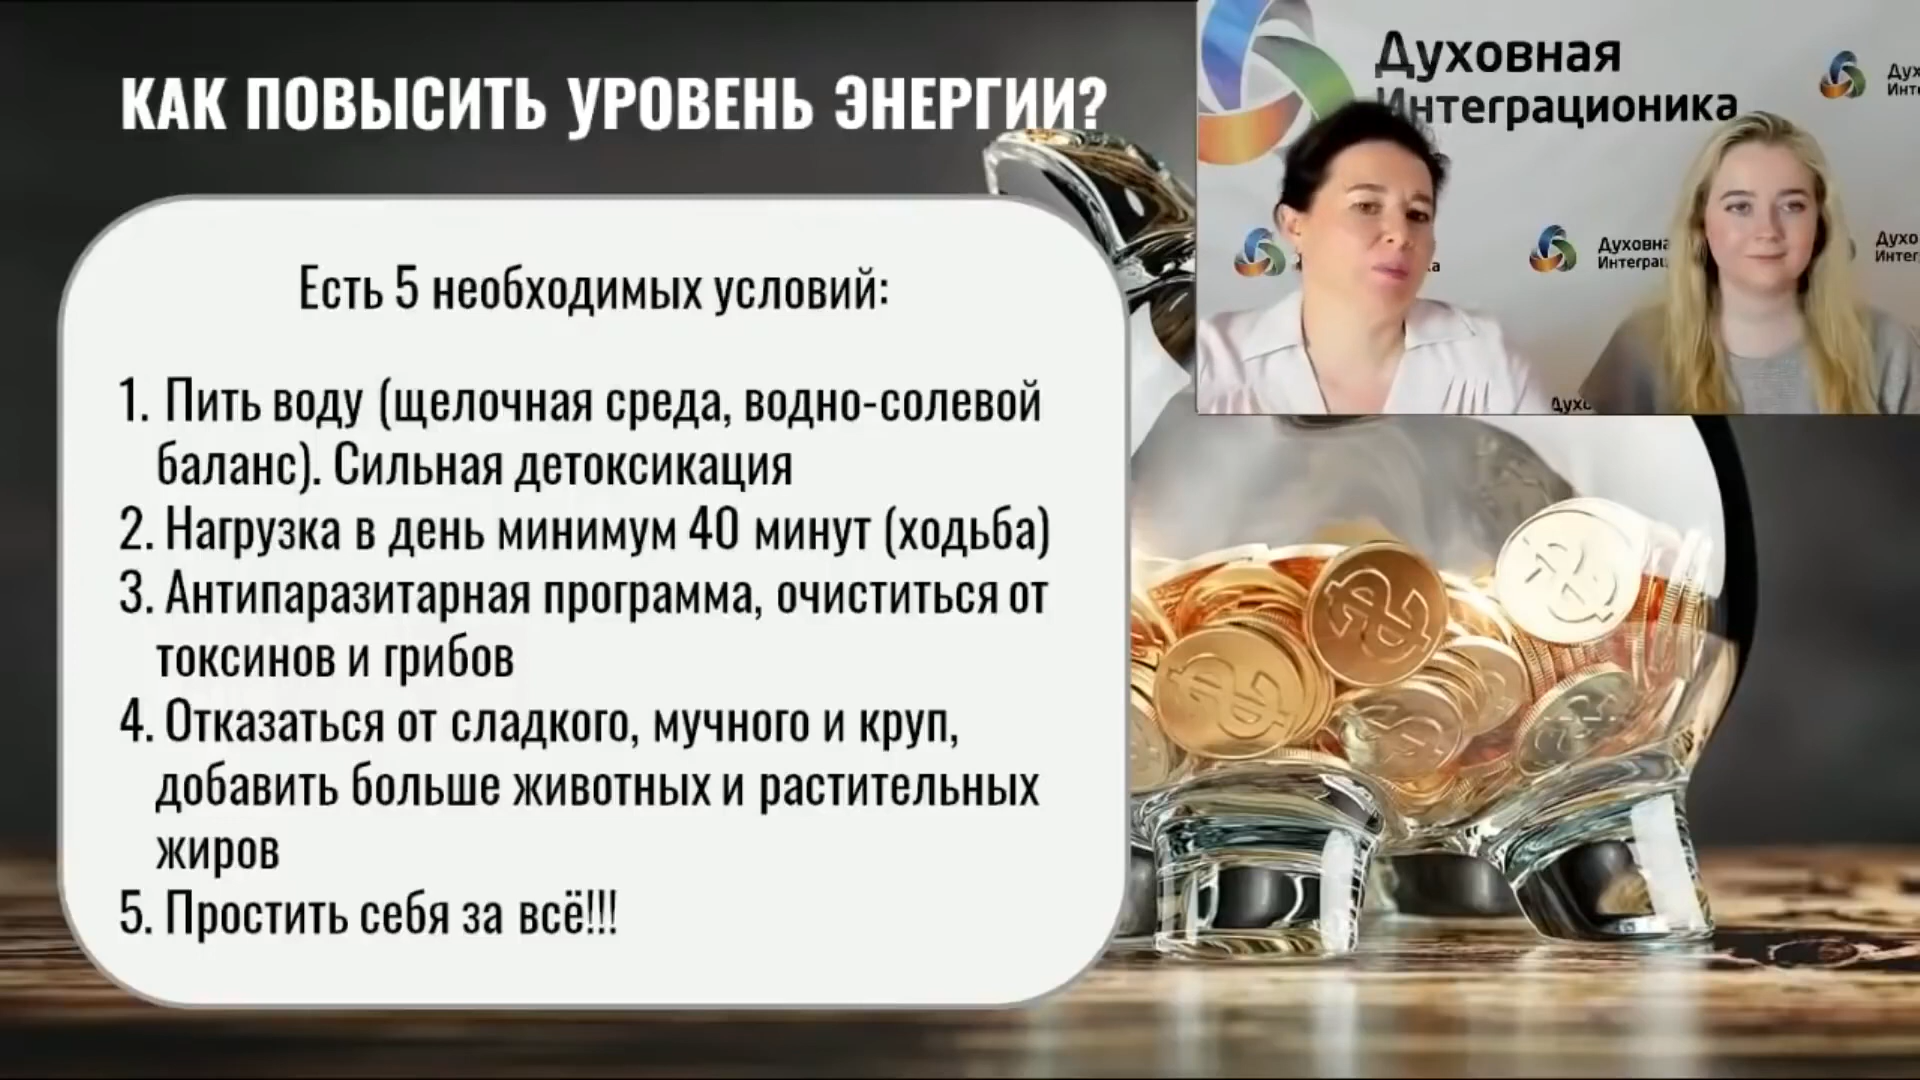 КАК ПОВЫСИТЬ УРОВЕНЬ ЭНЕРГИИ?
Есть 5 необходимых условий:
1. Пить воду (щелочная среда, водно-солевой
баланс). Сильная детоксикация
2. Нагрузка в день минимум 40 минут (ходьба)
3. Антипаразитарная программа, очиститься от
токсинов и грибов
4. Отказаться от сладкого, мучного и круп,
добавить больше животных и растительных
жиров
5. Простить себя за всё!!!
Духовная
Интеграционика